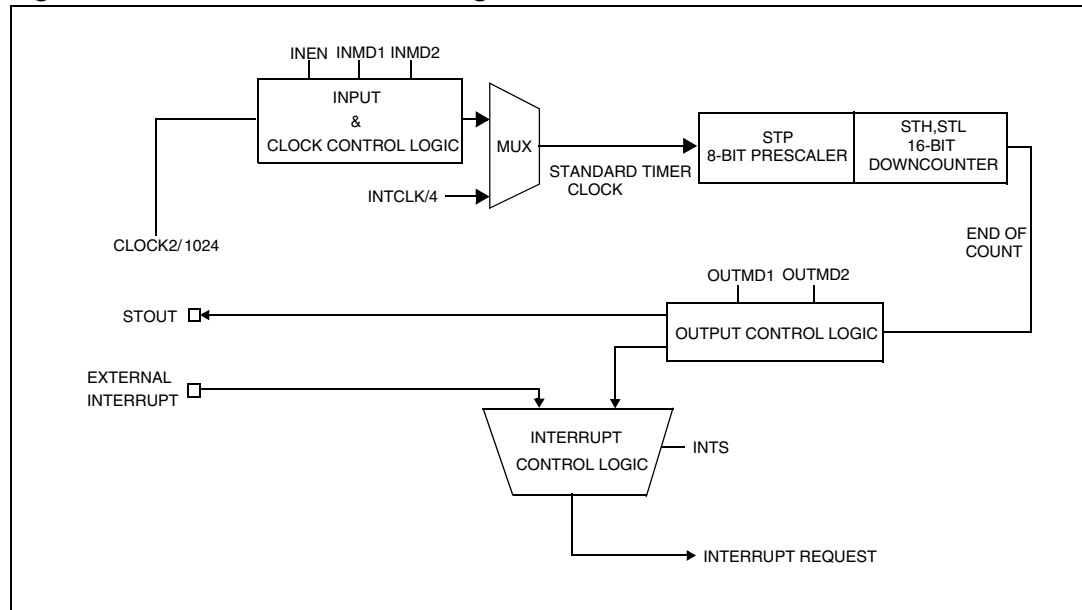 INEN INMD1 INMD2
INPUT
&
CLOCK CONTROL LOGIC
MUX
INTCLK/4
CLOCK2/1024
STANDARD TIMER
CLOCK
STP
8-BIT PRESCALER
STH,STL
16-BIT
DOWNCOUNTER
END OF
COUNT
OUTMD1 OUTMD2
OUTPUT CONTROL LOGIC
STOUT
EXTERNAL
INTERRUPT
INTERRUPT
CONTROL LOGIC
INTS
INTERRUPT REQUEST